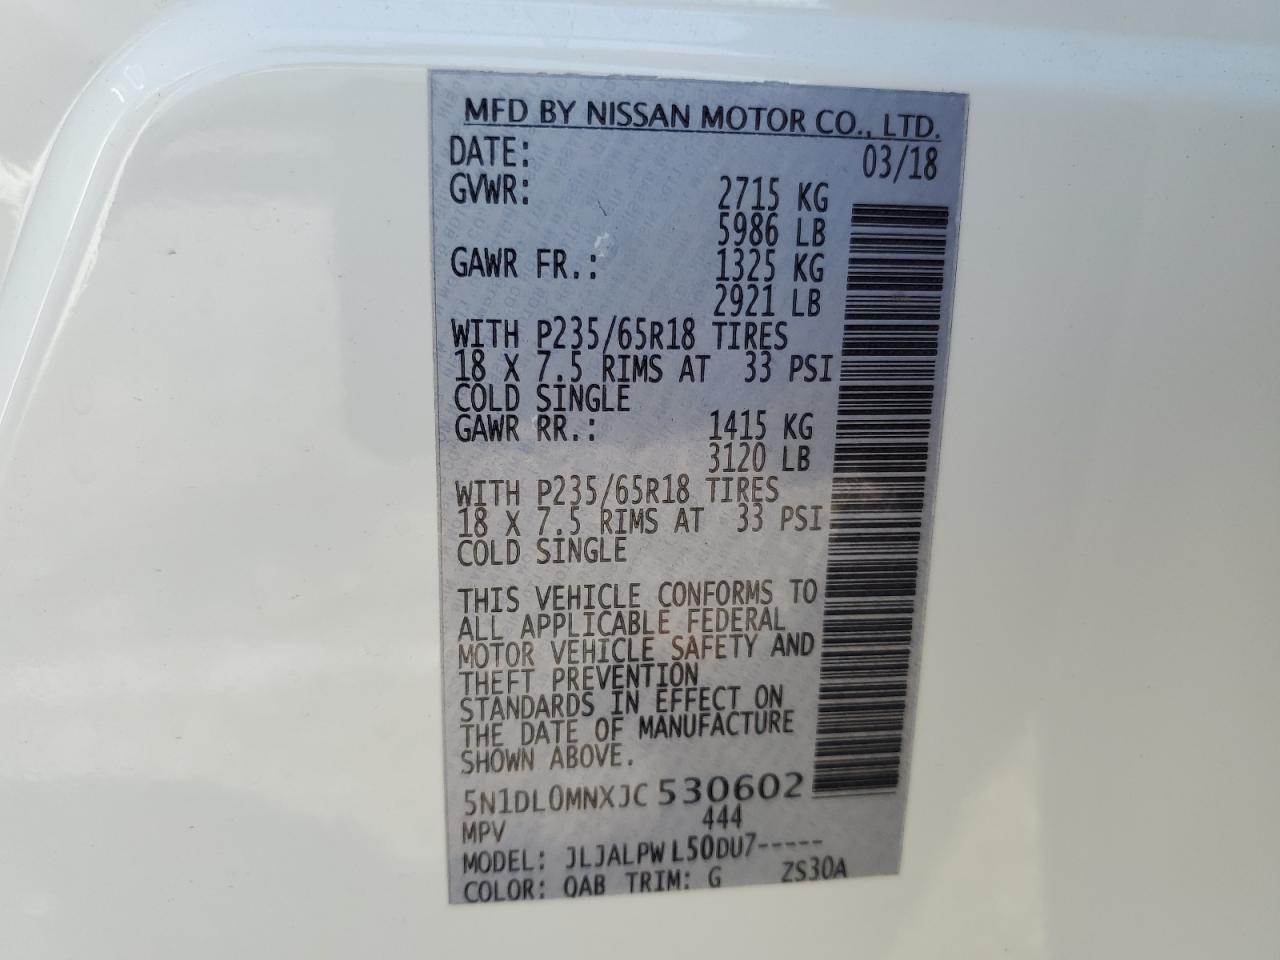 MFD BY NISSAN MOTOR CO., LTD.
DATE: 03/18
GVWR: 2715 KG
5986 LB
GAWR FR.: 1325 KG
2921 LB
WITH P235/65R18 TIRES
18 X 7.5 RIMS AT 33 PSI
COLD SINGLE
GAWR RR.: 1415 KG
3120 LB
WITH P235/65R18 TIRES
18 X 7.5 RIMS AT 33 PSI
COLD SINGLE
THIS VEHICLE CONFORMS TO
ALL APPLICABLE FEDERAL
MOTOR VEHICLE SAFETY AND
THEFT PREVENTION
STANDARDS IN EFFECT ON
THE DATE OF MANUFACTURE
SHOWN ABOVE.
5N1DL0MNXJC 530602
MPV 444
MODEL: JLJALPW L50DU7-----
COLOR: QAB TRIM: G ZS30A